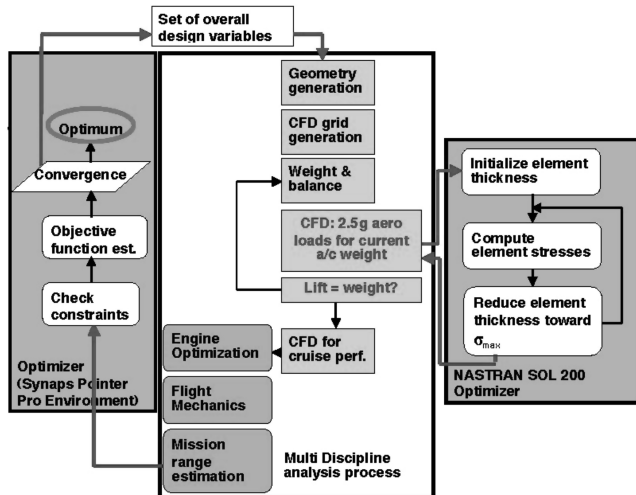 Set of overall
design variables
Optimum
Convergence
Objective
function est.
Check
constraints
Optimizer
(Synaps Pointer
Pro Environment)
Geometry
generation
CFD grid
generation
Weight &
balance
CFD: 2.5g aero
loads for current
a/c weight
Lift = weight?
CFD for
cruise perf.
Engine
Optimization
Flight
Mechanics
Mission
range estimation
Multi Discipline
analysis process
Initialize element
thickness
Compute
element stresses
Reduce element
thickness toward
σmax
NASTRAN SOL 200
Optimizer